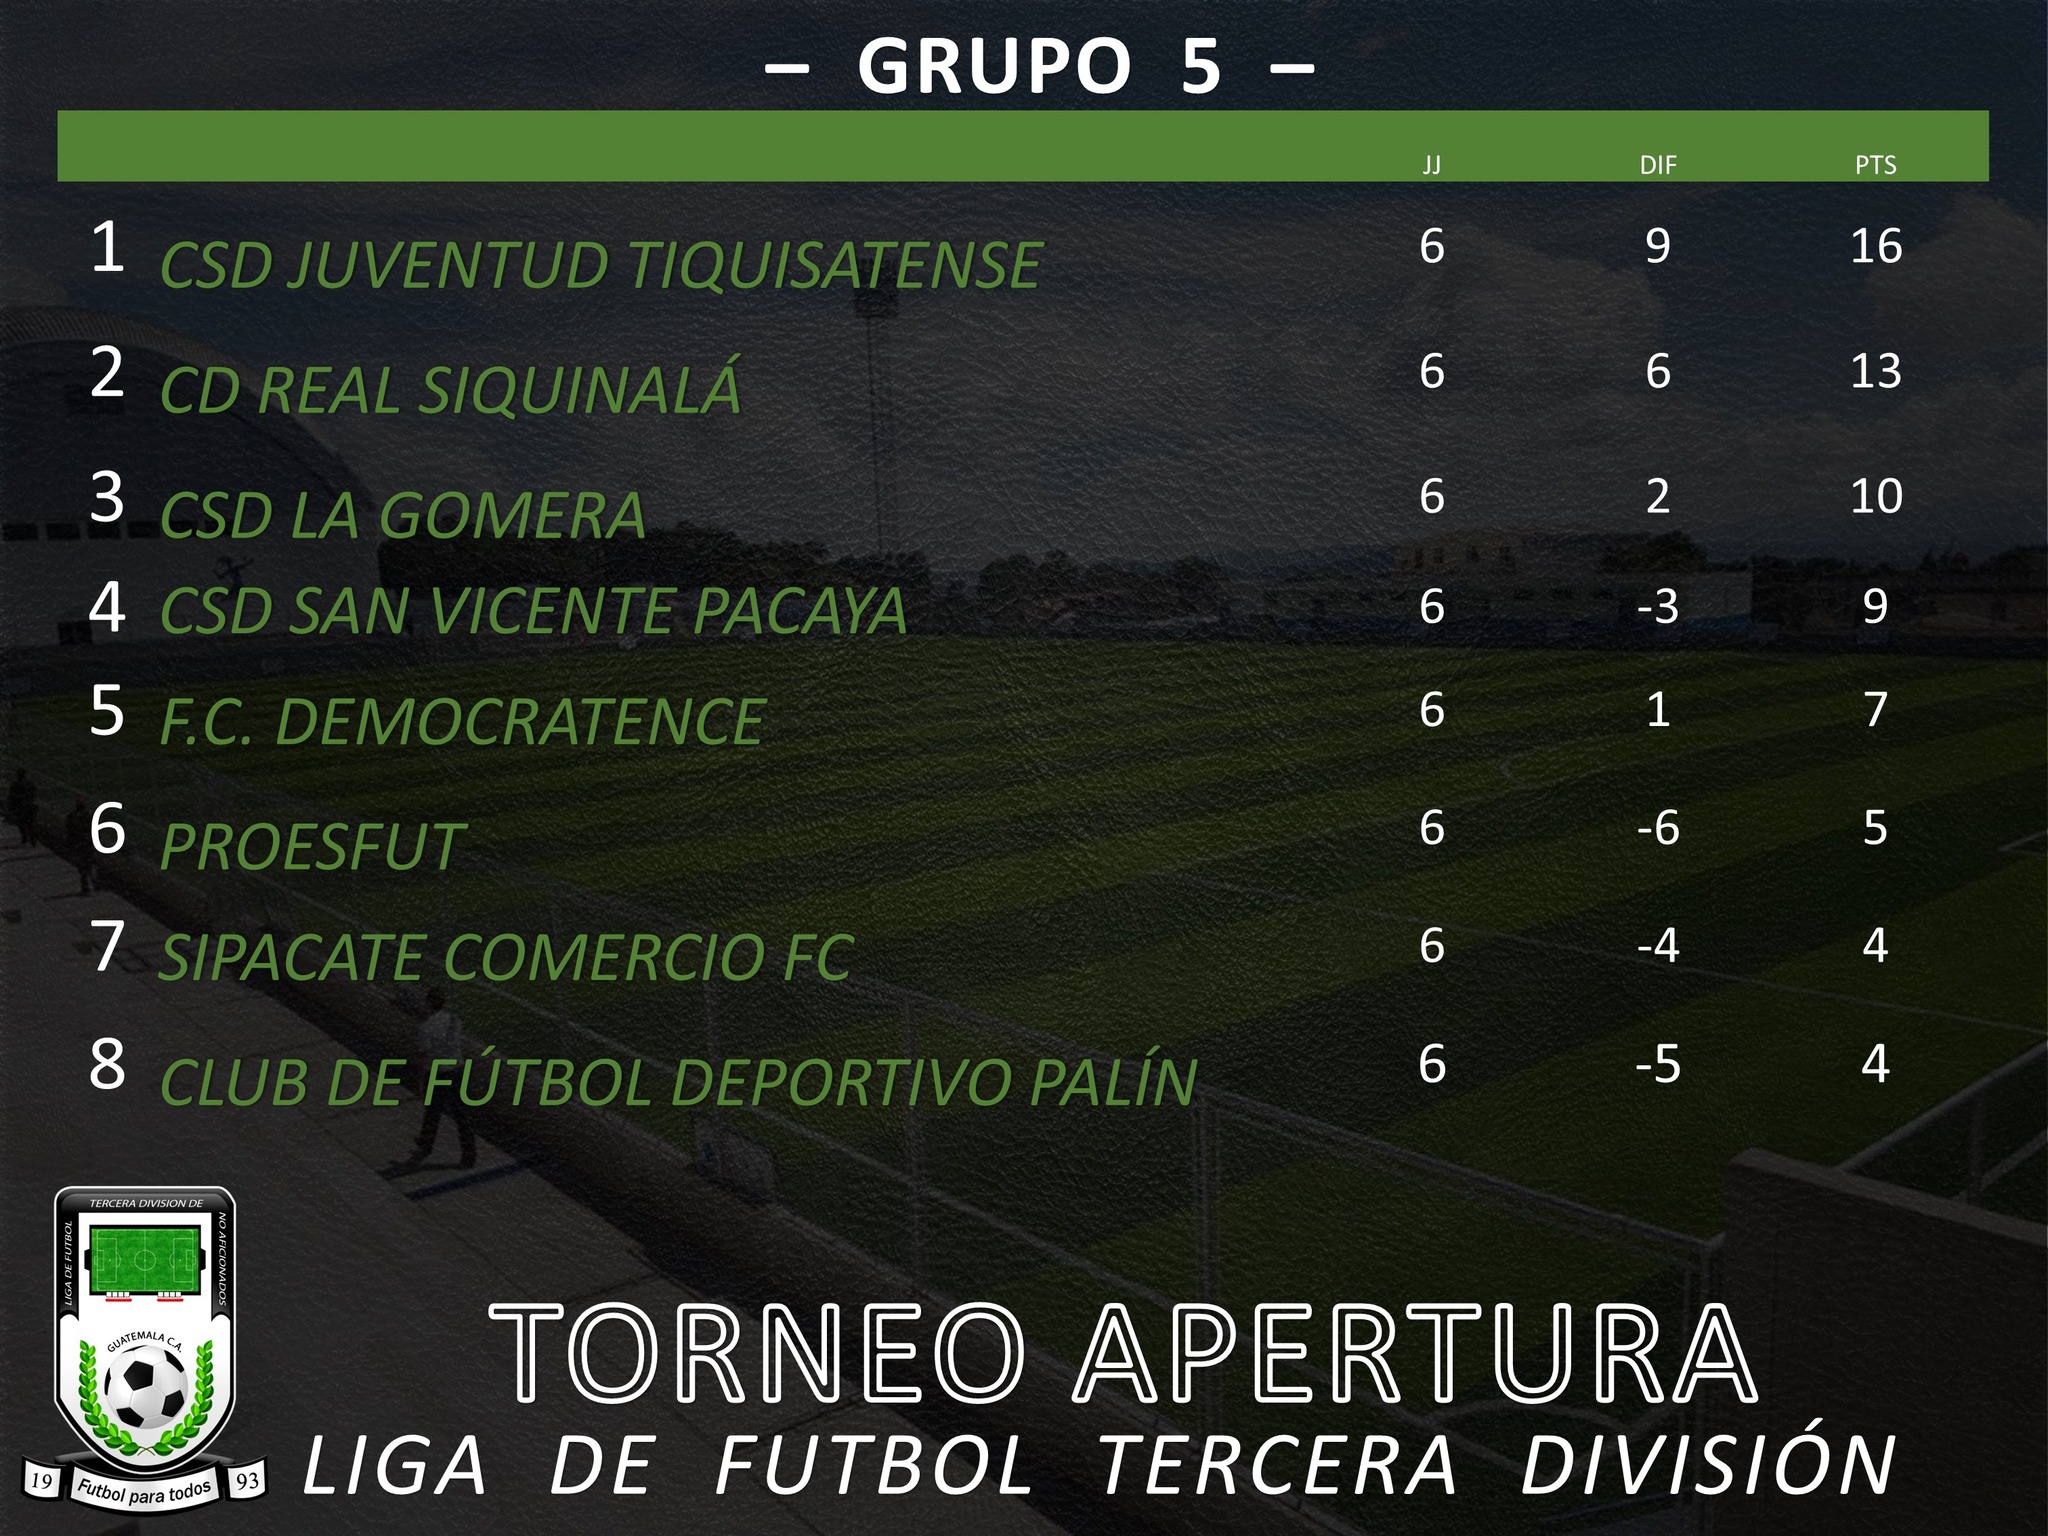 – GRUPO 5 –
JJ DIF PTS
1 CSD JUVENTUD TIQUISATENSE 6 9 16
2 CD REAL SIQUINALÁ 6 6 13
3 CSD LA GOMERA 6 2 10
4 CSD SAN VICENTE PACAYA 6 -3 9
5 F.C. DEMOCRATENCE 6 1 7
6 PROESFUT 6 -6 5
7 SIPACATE COMERCIO FC 6 -4 4
8 CLUB DE FÚTBOL DEPORTIVO PALÍN 6 -5 4
LIGA DE FUTBOL
TERCERA DIVISION DE
NO AFICIONADOS
GUATEMALA C.A.
19 Futbol para todos 93
TORNEO APERTURA
LIGA DE FUTBOL TERCERA DIVISIÓN